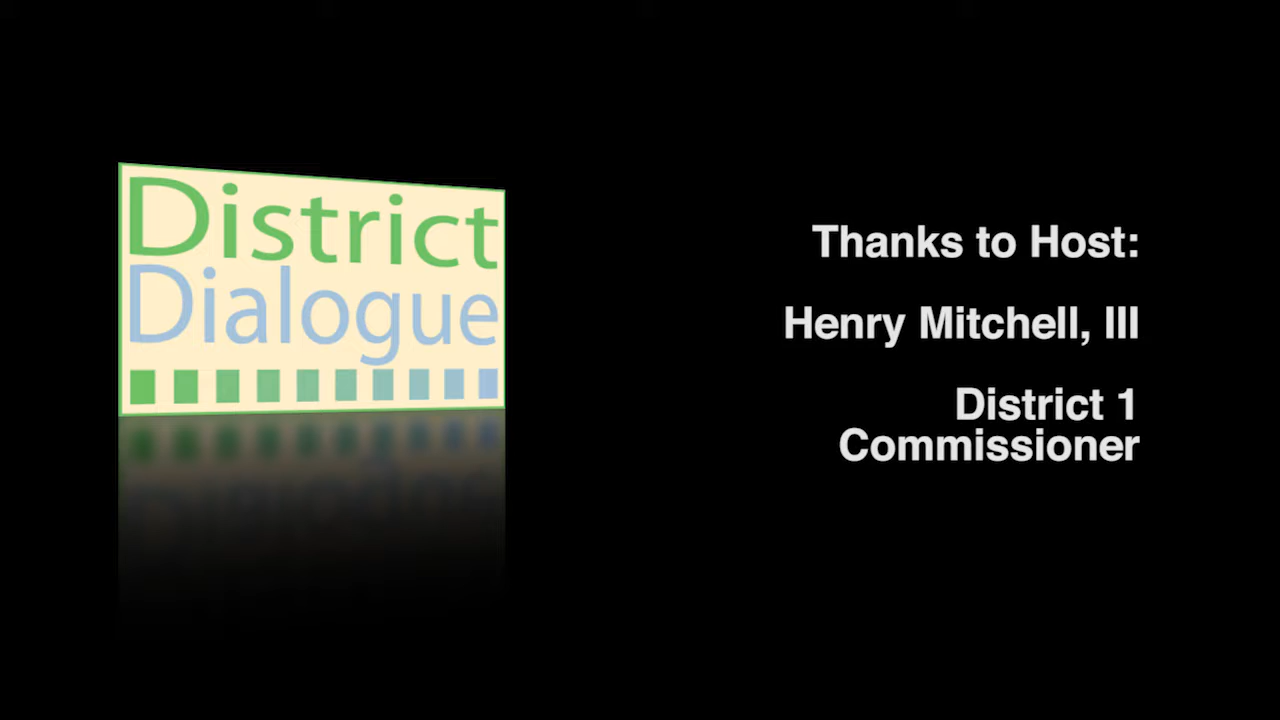 District
Dialogue
Thanks to Host:
Henry Mitchell, III
District 1
Commissioner